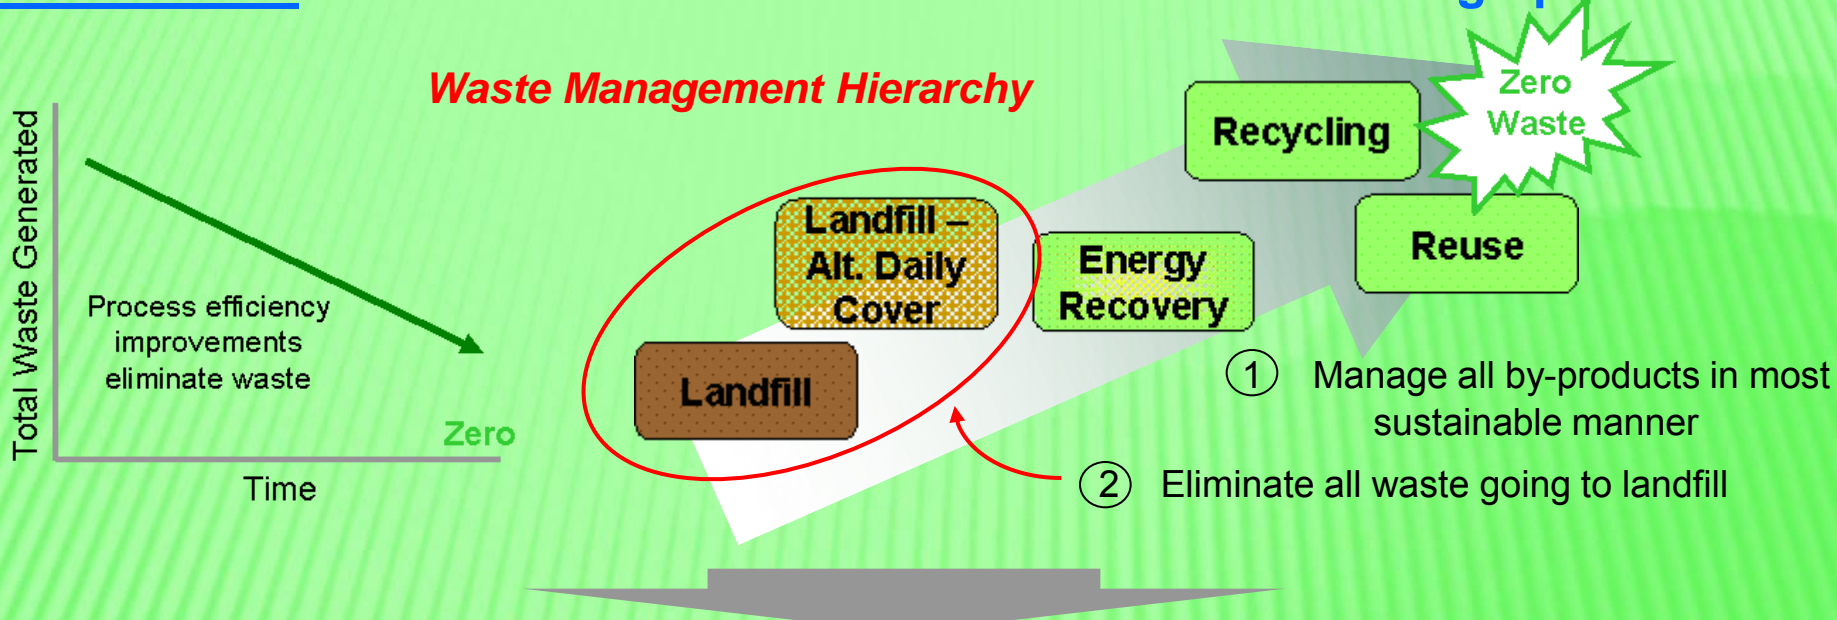 Waste Management Hierarchy
Total Waste Generated
Process efficiency
improvements
eliminate waste
Zero
Time
Landfill
Landfill –
Alt. Daily
Cover
Energy
Recovery
Recycling
Reuse
Zero
Waste
1 Manage all by-products in most
sustainable manner
2 Eliminate all waste going to landfill